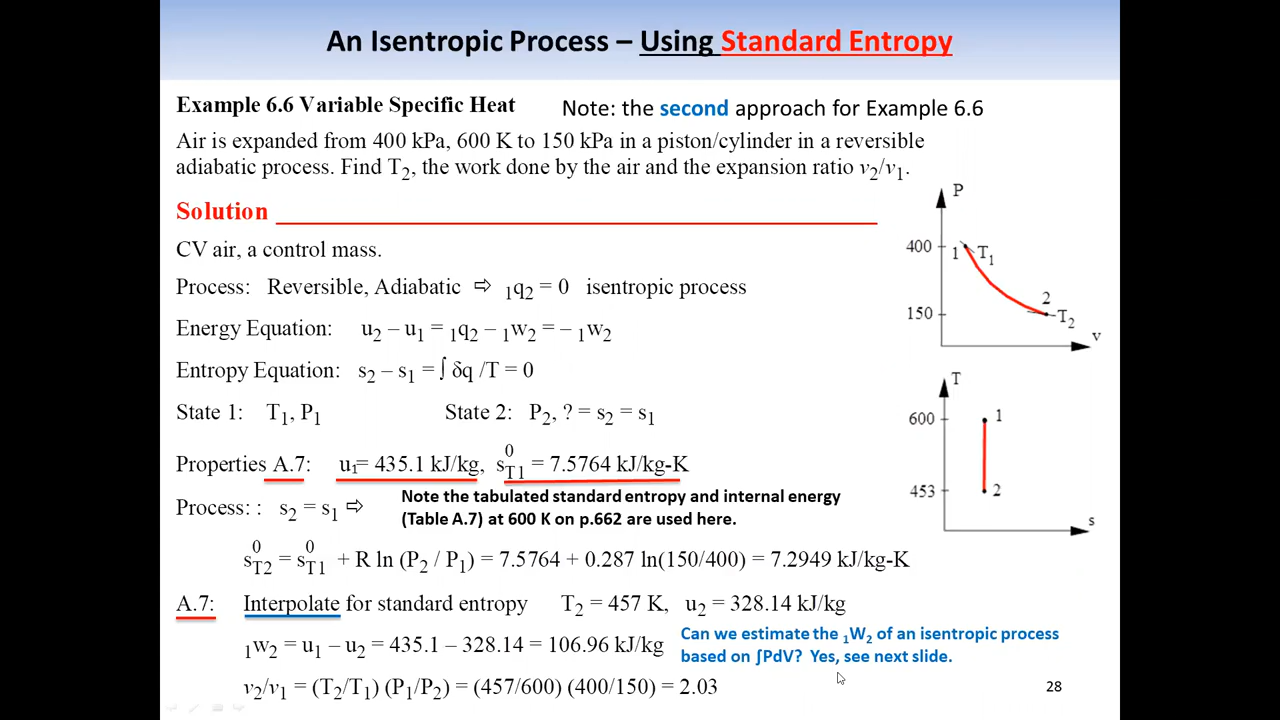 An Isentropic Process – Using Standard Entropy
Example 6.6 Variable Specific Heat
Note: the second approach for Example 6.6
Air is expanded from 400 kPa, 600 K to 150 kPa in a piston/cylinder in a reversible
adiabatic process. Find T₂, the work done by the air and the expansion ratio v₂/v₁.
Solution
CV air, a control mass.
Process: Reversible, Adiabatic ⇨ ₁q₂ = 0 isentropic process
Energy Equation: u₂ – u₁ = ₁q₂ – ₁w₂ = – ₁w₂
Entropy Equation: s₂ – s₁ = ∫ δq /T = 0
State 1: T₁, P₁ State 2: P₂, ? = s₂ = s₁
Properties A.7: u₁= 435.1 kJ/kg, s⁰T1 = 7.5764 kJ/kg-K
Note the tabulated standard entropy and internal energy
(Table A.7) at 600 K on p.662 are used here.
Process: : s₂ = s₁ ⇨
s⁰T2 = s⁰T1 + R ln (P₂ / P₁) = 7.5764 + 0.287 ln(150/400) = 7.2949 kJ/kg-K
A.7: Interpolate for standard entropy T₂ = 457 K, u₂ = 328.14 kJ/kg
₁w₂ = u₁ – u₂ = 435.1 – 328.14 = 106.96 kJ/kg
Can we estimate the ₁W₂ of an isentropic process
based on ∫PdV? Yes, see next slide.
v₂/v₁ = (T₂/T₁) (P₁/P₂) = (457/600) (400/150) = 2.03
P
400
1
T₁
2
150
T₂
v
T
600
1
453
2
s
28